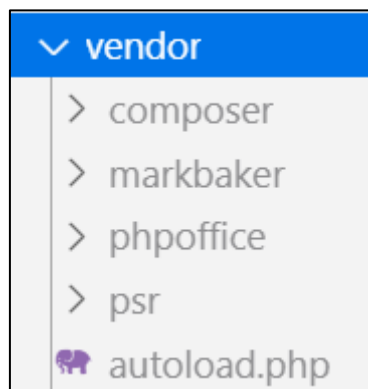 vendor
composer
markbaker
phpoffice
psr
autoload.php